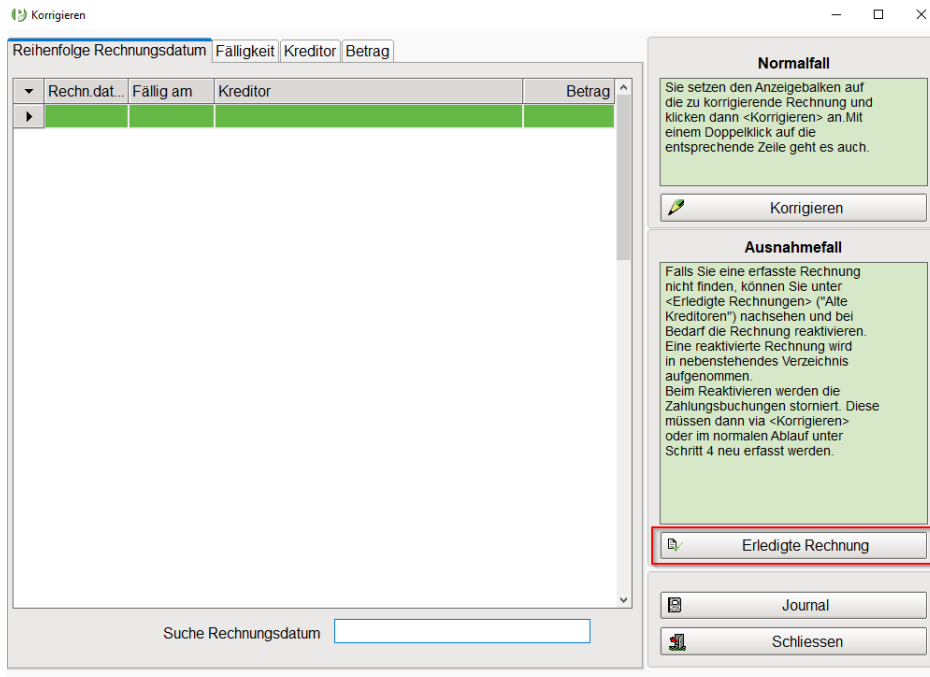 Korrigieren
Reihenfolge Rechnungsdatum Fälligkeit Kreditor Betrag
Rechn.dat... Fällig am Kreditor Betrag
Suche Rechnungsdatum
Normalfall
Sie setzen den Anzeigebalken auf
die zu korrigierende Rechnung und
klicken dann <Korrigieren> an.Mit
einem Doppelklick auf die
entsprechende Zeile geht es auch.
Korrigieren
Ausnahmefall
Falls Sie eine erfasste Rechnung
nicht finden, können Sie unter
<Erledigte Rechnungen> ("Alte
Kreditoren") nachsehen und bei
Bedarf die Rechnung reaktivieren.
Eine reaktivierte Rechnung wird
in nebenstehendes Verzeichnis
aufgenommen.
Beim Reaktivieren werden die
Zahlungsbuchungen storniert. Diese
müssen dann via <Korrigieren>
oder im normalen Ablauf unter
Schritt 4 neu erfasst werden.
Erledigte Rechnung
Journal
Schliessen